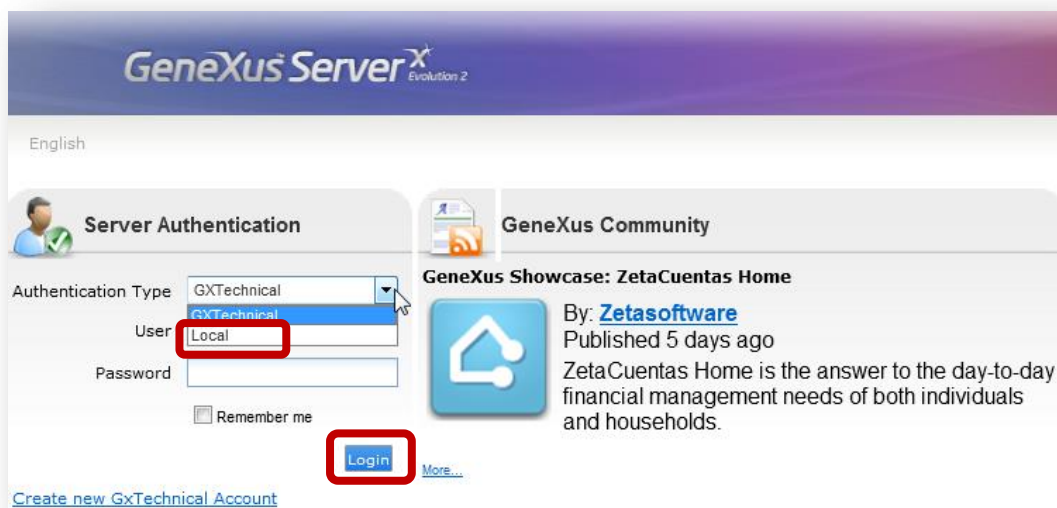 GeneXus Server X
Evolution 2
English
Server Authentication
Authentication Type GXTechnical
GXTechnical
User Local
Password
Remember me
Login
Create new GxTechnical Account
GeneXus Community
GeneXus Showcase: ZetaCuentas Home
By: Zetasoftware
Published 5 days ago
ZetaCuentas Home is the answer to the day-to-day
financial management needs of both individuals
and households.
More...